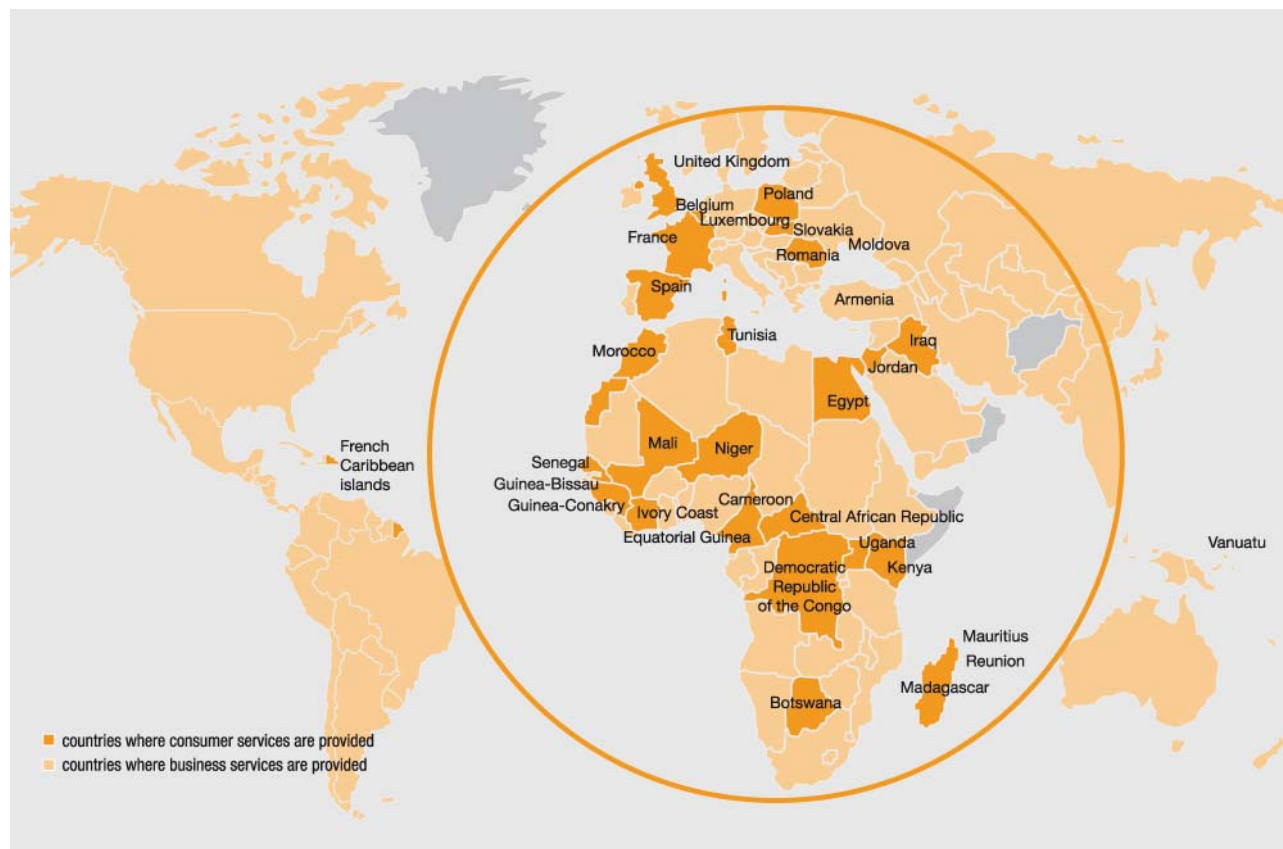 United Kingdom
Poland
Belgium
Luxembourg
Slovakia
France
Moldova
Romania
Spain
Armenia
Tunisia
Iraq
Morocco
Jordan
Egypt
French
Caribbean
islands
Mali
Niger
Senegal
Guinea-Bissau
Cameroon
Guinea-Conakry
Ivory Coast
Central African Republic
Equatorial Guinea
Uganda
Vanuatu
Kenya
Democratic
Republic
of the Congo
Mauritius
Reunion
Madagascar
Botswana
countries where consumer services are provided
countries where business services are provided